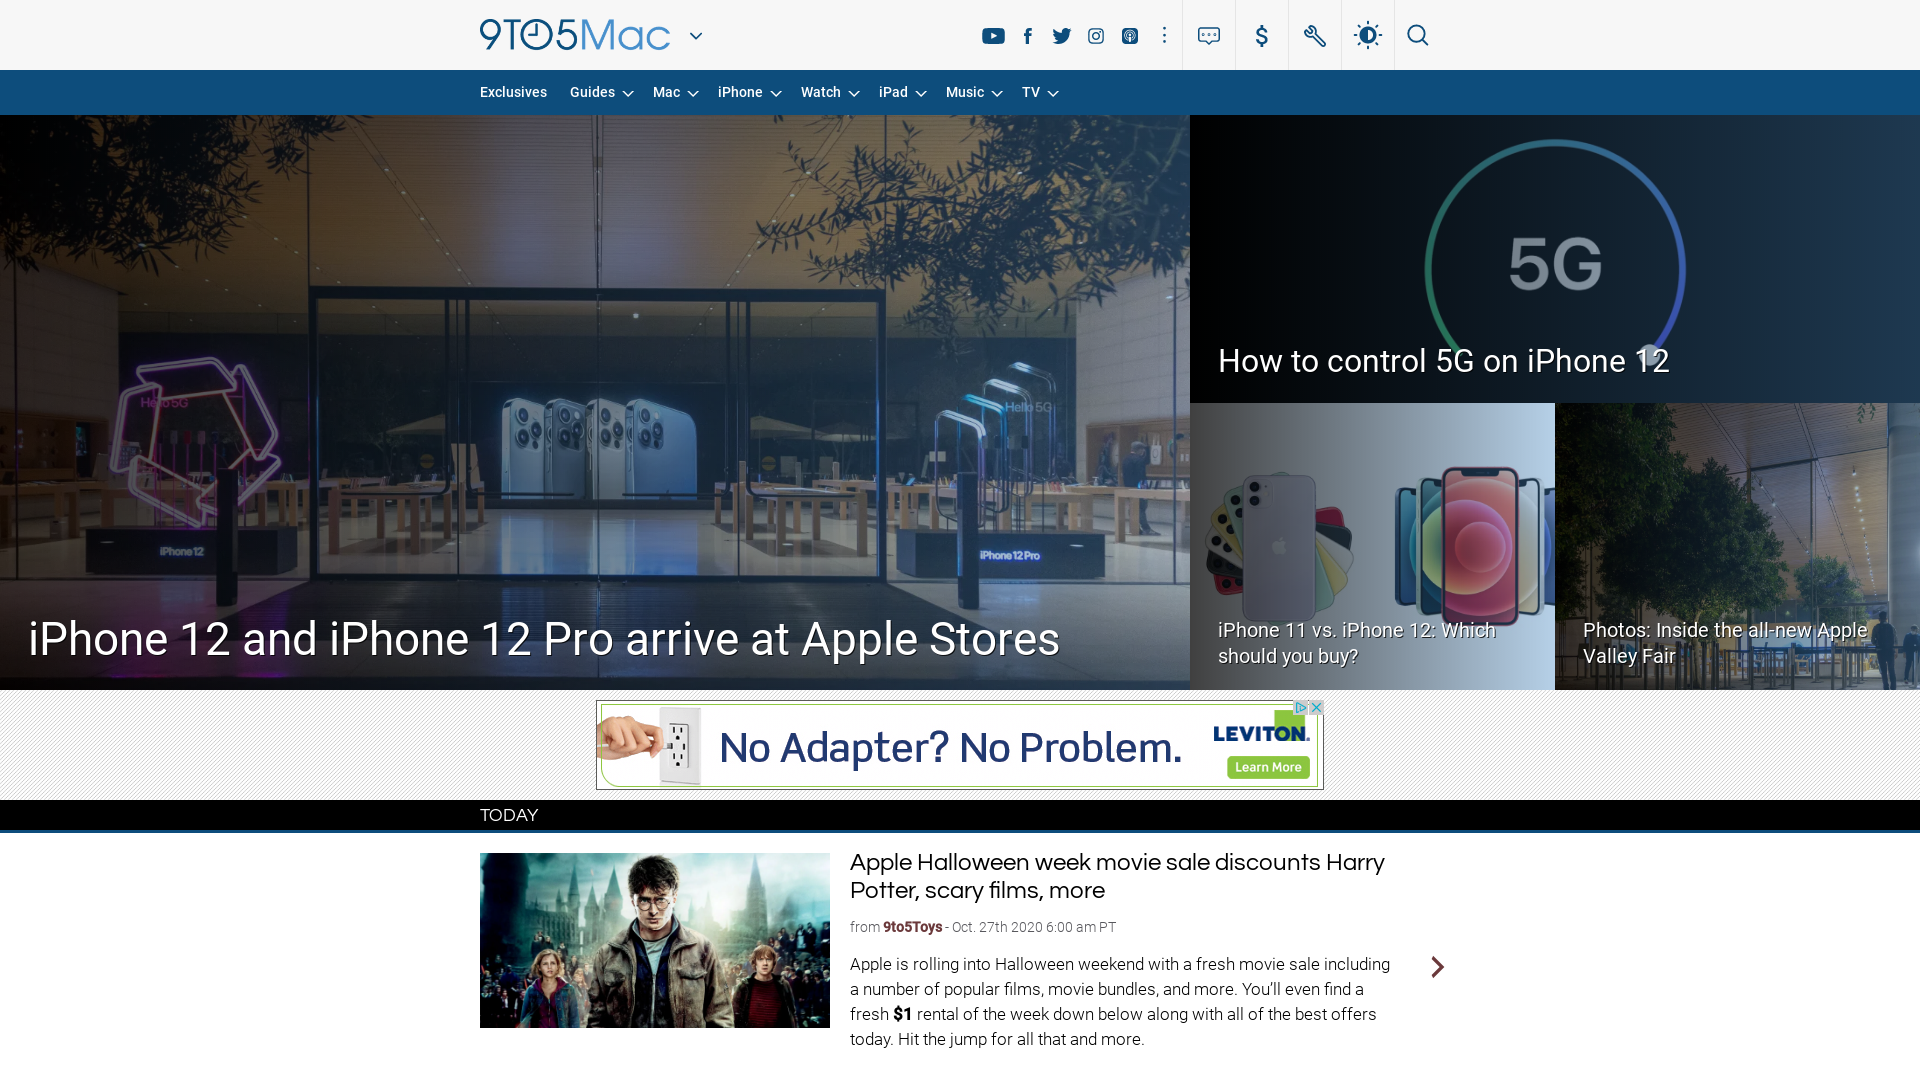 9TO5Mac
Exclusives
Guides
Mac
iPhone
Watch
iPad
Music
TV
Hello 5G
Hello 5G
iPhone 12
iPhone 12 Pro
iPhone 12 and iPhone 12 Pro arrive at Apple Stores
5G
How to control 5G on iPhone 12
iPhone 11 vs. iPhone 12: Which
should you buy?
Photos: Inside the all-new Apple
Valley Fair
No Adapter? No Problem.
LEVITON.
Learn More
TODAY
Apple Halloween week movie sale discounts Harry
Potter, scary films, more
from 9to5Toys - Oct. 27th 2020 6:00 am PT
Apple is rolling into Halloween weekend with a fresh movie sale including
a number of popular films, movie bundles, and more. You’ll even find a
fresh $1 rental of the week down below along with all of the best offers
today. Hit the jump for all that and more.